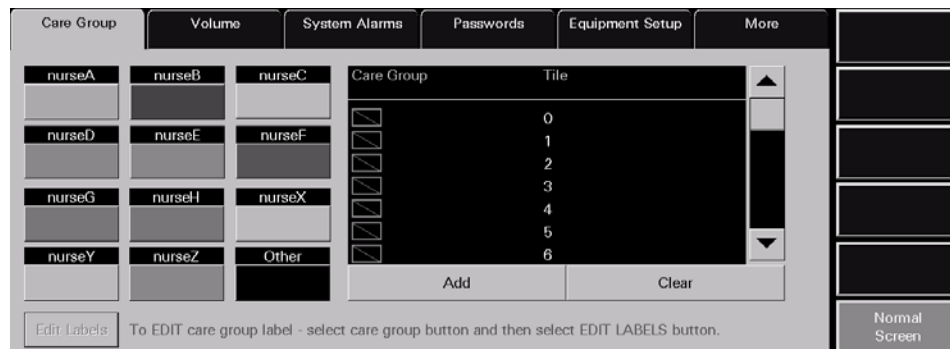 Care Group Volume System Alarms Passwords Equipment Setup More
nurseA nurseB nurseC
nurseD nurseE nurseF
nurseG nurseH nurseX
nurseY nurseZ Other
Care Group Tile
0
1
2
3
4
5
6
Add Clear
Edit Labels
To EDIT care group label - select care group button and then select EDIT LABELS button.
Normal
Screen